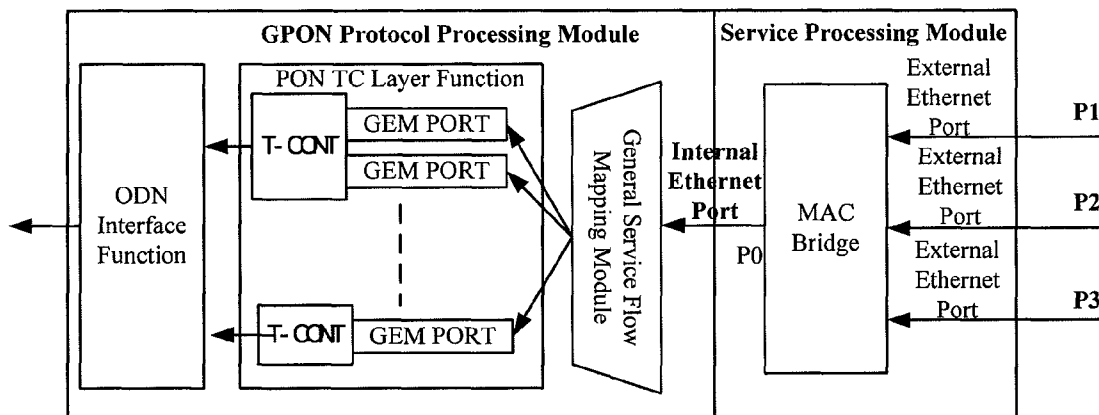 GPON Protocol Processing Module
Service Processing Module
PON TC Layer Function
T- CONT
GEM PORT
GEM PORT
T- CONT
GEM PORT
ODN
Interface
Function
General Service Flow
Mapping Module
Internal
Ethernet
Port
P0
MAC
Bridge
External
Ethernet
Port
P1
External
Ethernet
Port
P2
External
Ethernet
Port
P3